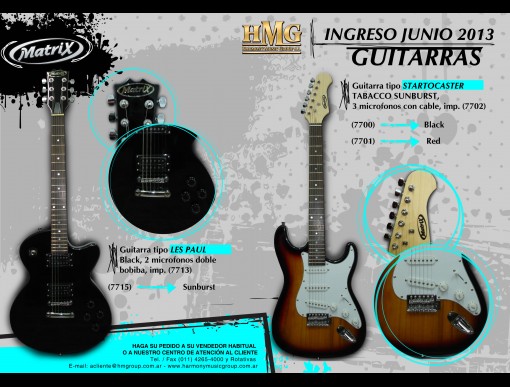 MatriX
HMG
INGRESO JUNIO 2013
GUITARRAS
MatriX
Guitarra tipo STARTOCASTER
TABACCO SUNBURST,
3 microfonos con cable, imp. (7702)
(7700) Black
(7701) Red
MatriX
Guitarra tipo LES PAUL
Black, 2 microfonos doble
bobiba, imp. (7713)
(7715) Sunburst
HAGA SU PEDIDO A SU VENDEDOR HABITUAL
O A NUESTRO CENTRO DE ATENCIÓN AL CLIENTE
Tel. / Fax (011) 4265-4000 y Rotativas
E-mail: acliente@hmgroup.com.ar - www.harmonymusicgroup.com.ar